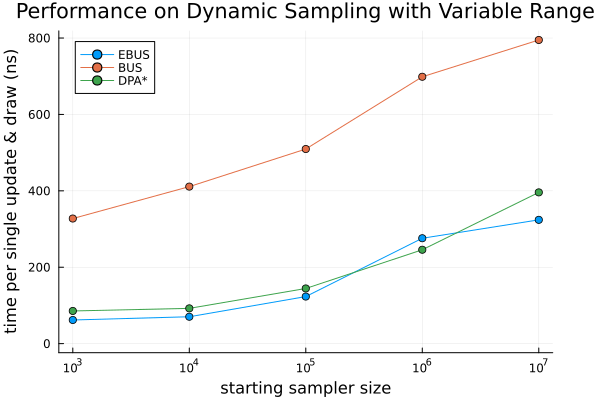 Performance on Dynamic Sampling with Variable Range
EBUS
BUS
DPA*
time per single update & draw (ns)
800
600
400
200
0
10³ 10⁴ 10⁵ 10⁶ 10⁷
starting sampler size